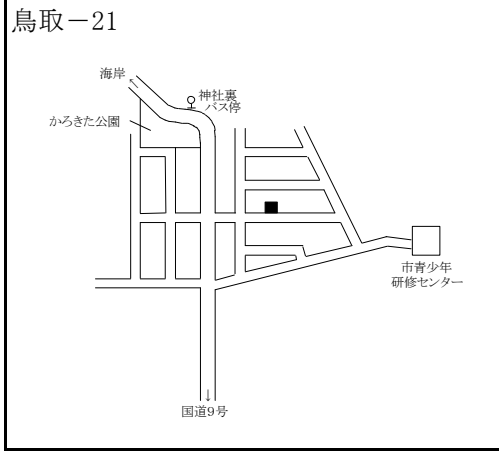 鳥取－21
海岸
神社裏
バス停
かろきた公園
市青少年
研修センター
国道9号